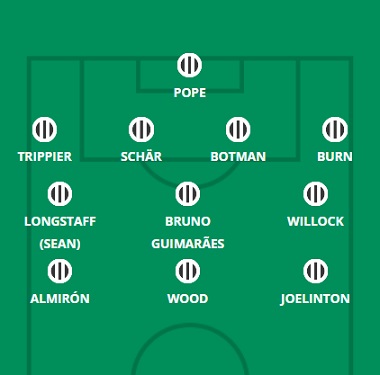 POPE
TRIPPIER SCHÄR BOTMAN BURN
LONGSTAFF BRUNO WILLOCK
(SEAN) GUIMARÃES
ALMIRÓN WOOD JOELINTON